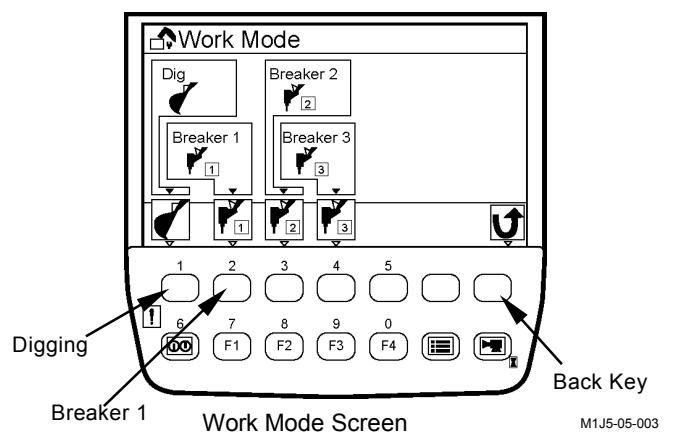 Work Mode
Dig
Breaker 2
2
Breaker 1
Breaker 3
1
3
1
2
3
1 2 3 4 5
!
6 7 8 9 0
F1 F2 F3 F4
Digging
Back Key
Breaker 1
Work Mode Screen
M1J5-05-003